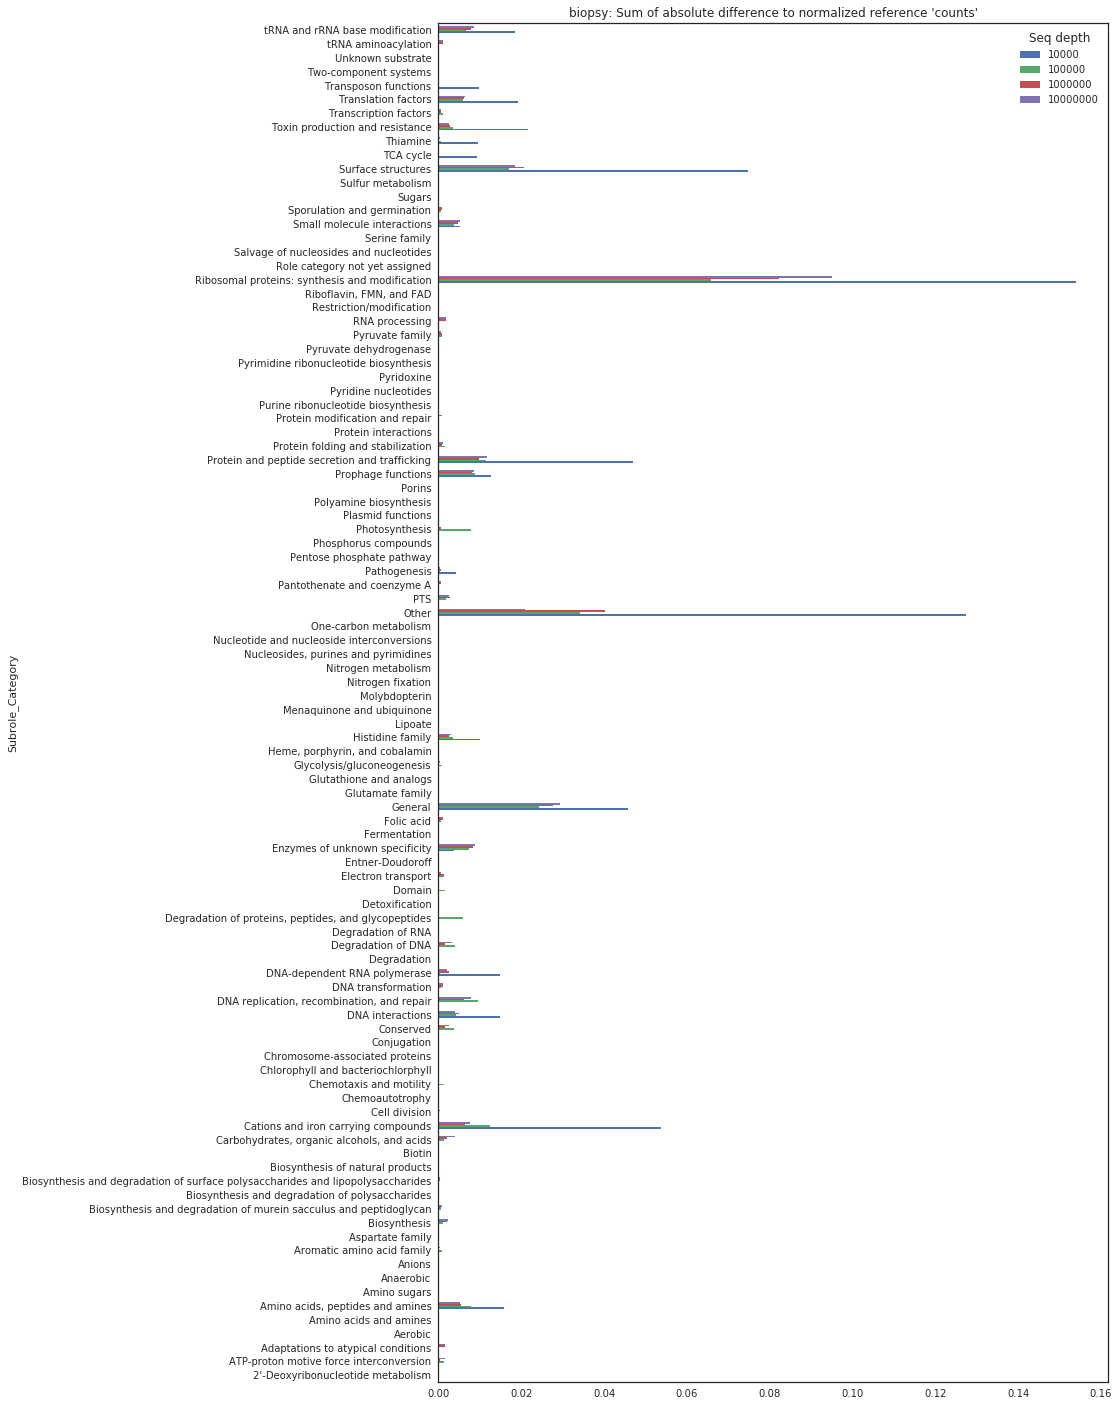 biopsy: Sum of absolute difference to normalized reference 'counts'
Seq depth
10000
100000
1000000
10000000
Subrole_Category
tRNA and rRNA base modification
tRNA aminoacylation
Unknown substrate
Two-component systems
Transposon functions
Translation factors
Transcription factors
Toxin production and resistance
Thiamine
TCA cycle
Surface structures
Sulfur metabolism
Sugars
Sporulation and germination
Small molecule interactions
Serine family
Salvage of nucleosides and nucleotides
Role category not yet assigned
Ribosomal proteins: synthesis and modification
Riboflavin, FMN, and FAD
Restriction/modification
RNA processing
Pyruvate family
Pyruvate dehydrogenase
Pyrimidine ribonucleotide biosynthesis
Pyridoxine
Pyridine nucleotides
Purine ribonucleotide biosynthesis
Protein modification and repair
Protein interactions
Protein folding and stabilization
Protein and peptide secretion and trafficking
Prophage functions
Porins
Polyamine biosynthesis
Plasmid functions
Photosynthesis
Phosphorus compounds
Pentose phosphate pathway
Pathogenesis
Pantothenate and coenzyme A
PTS
Other
One-carbon metabolism
Nucleotide and nucleoside interconversions
Nucleosides, purines and pyrimidines
Nitrogen metabolism
Nitrogen fixation
Molybdopterin
Menaquinone and ubiquinone
Lipoate
Histidine family
Heme, porphyrin, and cobalamin
Glycolysis/gluconeogenesis
Glutathione and analogs
Glutamate family
General
Folic acid
Fermentation
Enzymes of unknown specificity
Entner-Doudoroff
Electron transport
Domain
Detoxification
Degradation of proteins, peptides, and glycopeptides
Degradation of RNA
Degradation of DNA
Degradation
DNA-dependent RNA polymerase
DNA transformation
DNA replication, recombination, and repair
DNA interactions
Conserved
Conjugation
Chromosome-associated proteins
Chlorophyll and bacteriochlorphyll
Chemotaxis and motility
Chemoautotrophy
Cell division
Cations and iron carrying compounds
Carbohydrates, organic alcohols, and acids
Biotin
Biosynthesis of natural products
Biosynthesis and degradation of surface polysaccharides and lipopolysaccharides
Biosynthesis and degradation of polysaccharides
Biosynthesis and degradation of murein sacculus and peptidoglycan
Biosynthesis
Aspartate family
Aromatic amino acid family
Anions
Anaerobic
Amino sugars
Amino acids, peptides and amines
Amino acids and amines
Aerobic
Adaptations to atypical conditions
ATP-proton motive force interconversion
2'-Deoxyribonucleotide metabolism
0.00 0.02 0.04 0.06 0.08 0.10 0.12 0.14 0.16